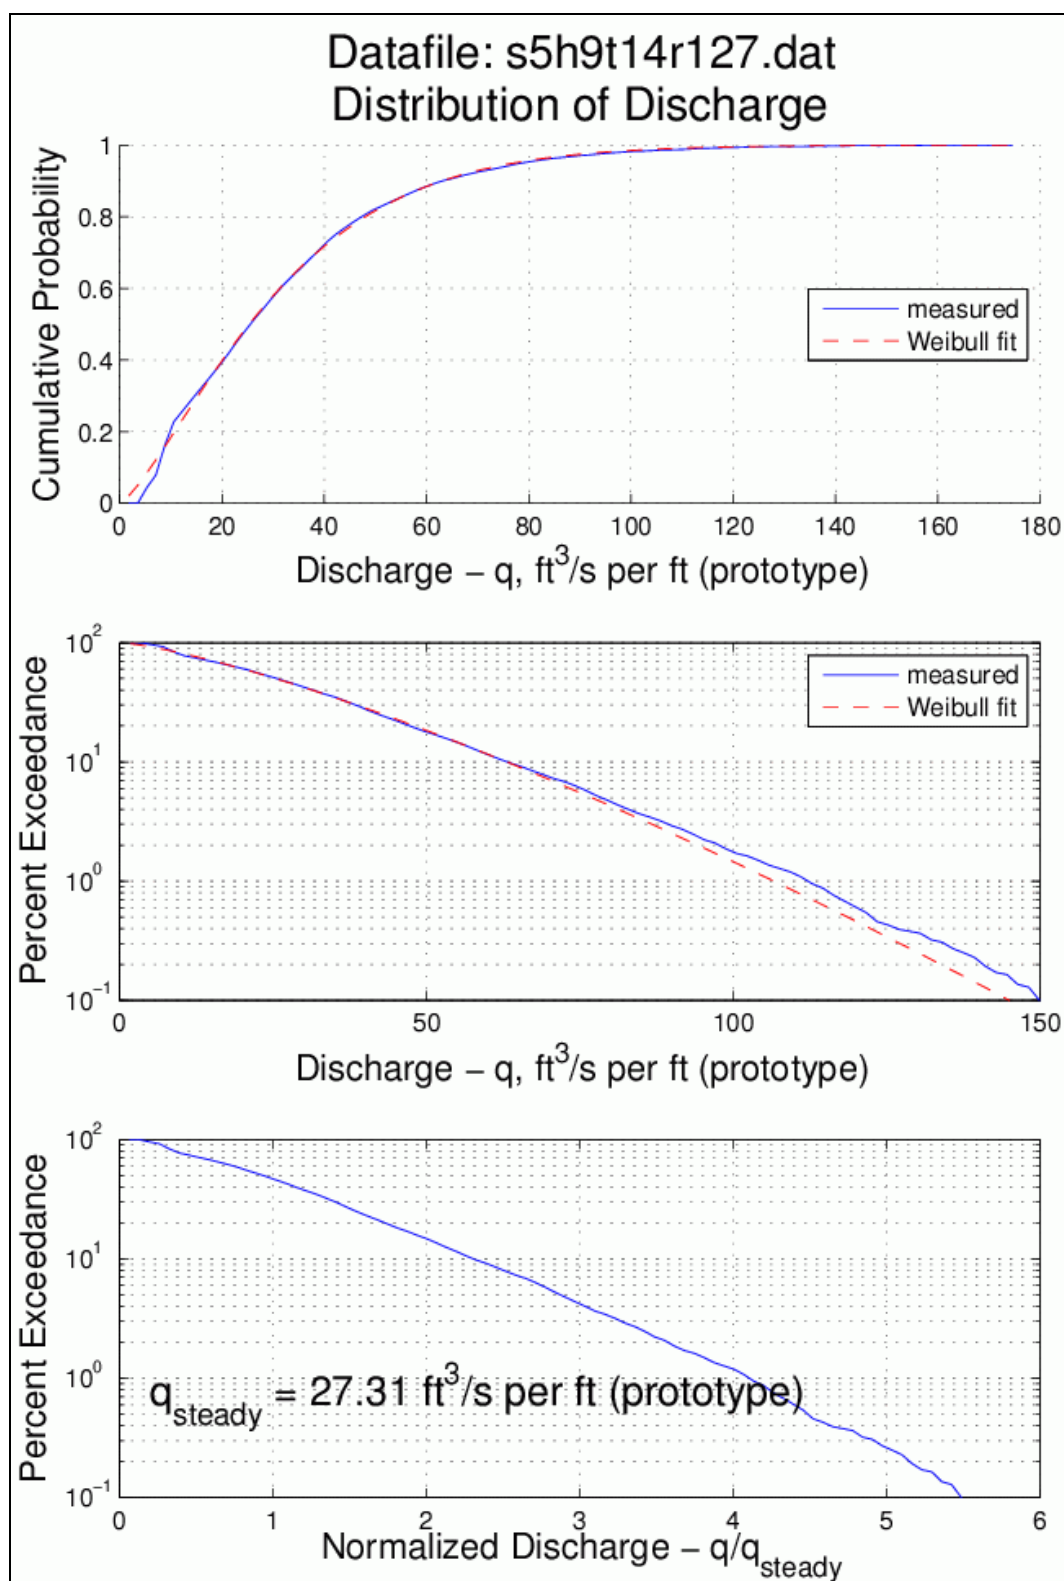 Datafile: s5h9t14r127.dat
Distribution of Discharge
Cumulative Probability
1
0.8
0.6
0.4
0.2
0
measured
Weibull fit
0 20 40 60 80 100 120 140 160 180
Discharge – q, ft³/s per ft (prototype)
Percent Exceedance
10²
10¹
10⁰
10⁻¹
measured
Weibull fit
0 50 100 150
Discharge – q, ft³/s per ft (prototype)
Percent Exceedance
10²
10¹
10⁰
10⁻¹
q_steady = 27.31 ft³/s per ft (prototype)
0 1 2 3 4 5 6
Normalized Discharge – q/q_steady